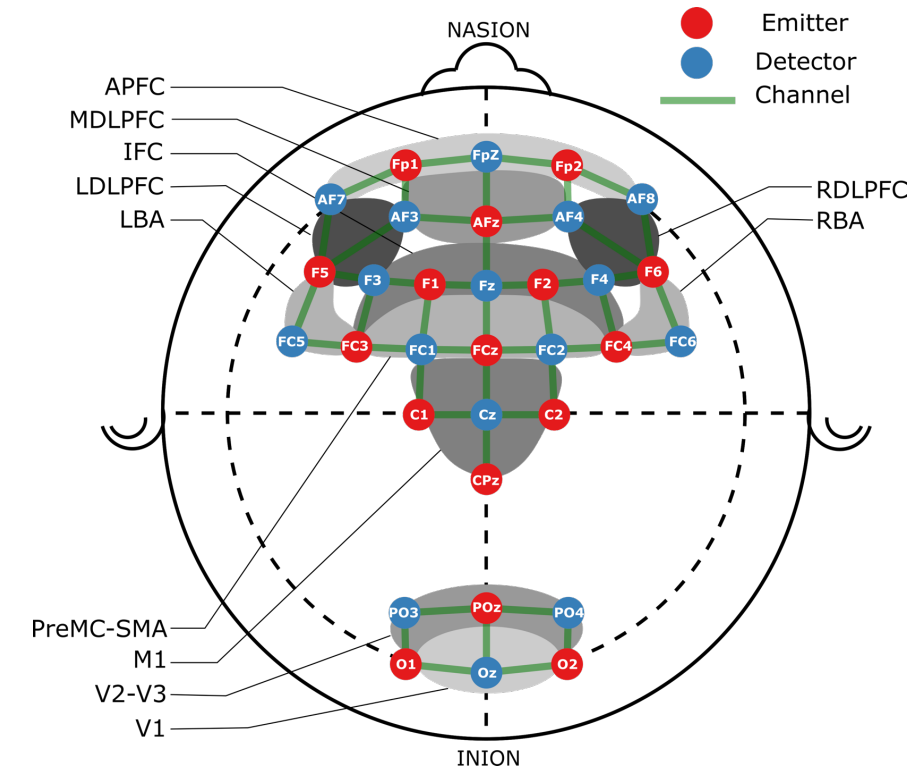 NASION
Emitter
Detector
Channel
APFC
MDLPFC
IFC
LDLPFC
LBA
RDLPFC
RBA
Fp1 FpZ Fp2
AF7 AF3 AFz AF4 AF8
F5 F3 F1 Fz F2 F4 F6
FC5 FC3 FC1 FCz FC2 FC4 FC6
C1 Cz C2
CPz
PO3 POz PO4
O1 Oz O2
PreMC-SMA
M1
V2-V3
V1
INION